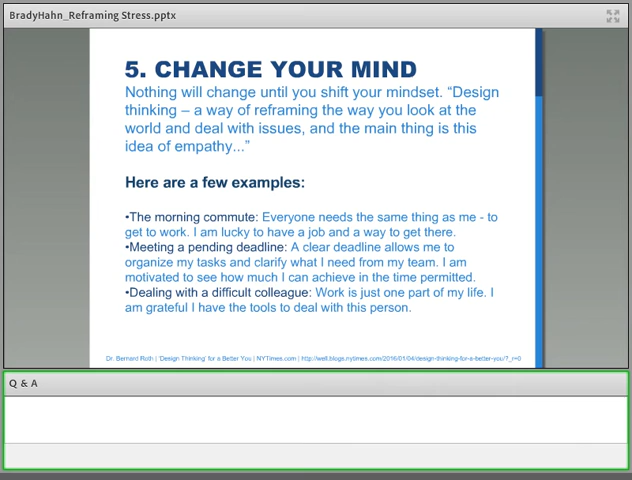 BradyHahn_Reframing Stress.pptx
5. CHANGE YOUR MIND
Nothing will change until you shift your mindset. “Design
thinking – a way of reframing the way you look at the
world and deal with issues, and the main thing is this
idea of empathy...”
Here are a few examples:
•The morning commute: Everyone needs the same thing as me - to
get to work. I am lucky to have a job and a way to get there.
•Meeting a pending deadline: A clear deadline allows me to
organize my tasks and clarify what I need from my team. I am
motivated to see how much I can achieve in the time permitted.
•Dealing with a difficult colleague: Work is just one part of my life. I
am grateful I have the tools to deal with this person.
Dr. Bernard Roth | 'Design Thinking' for a Better You | NYTimes.com | http://well.blogs.nytimes.com/2016/01/04/design-thinking-for-a-better-you/?_r=0
Q & A